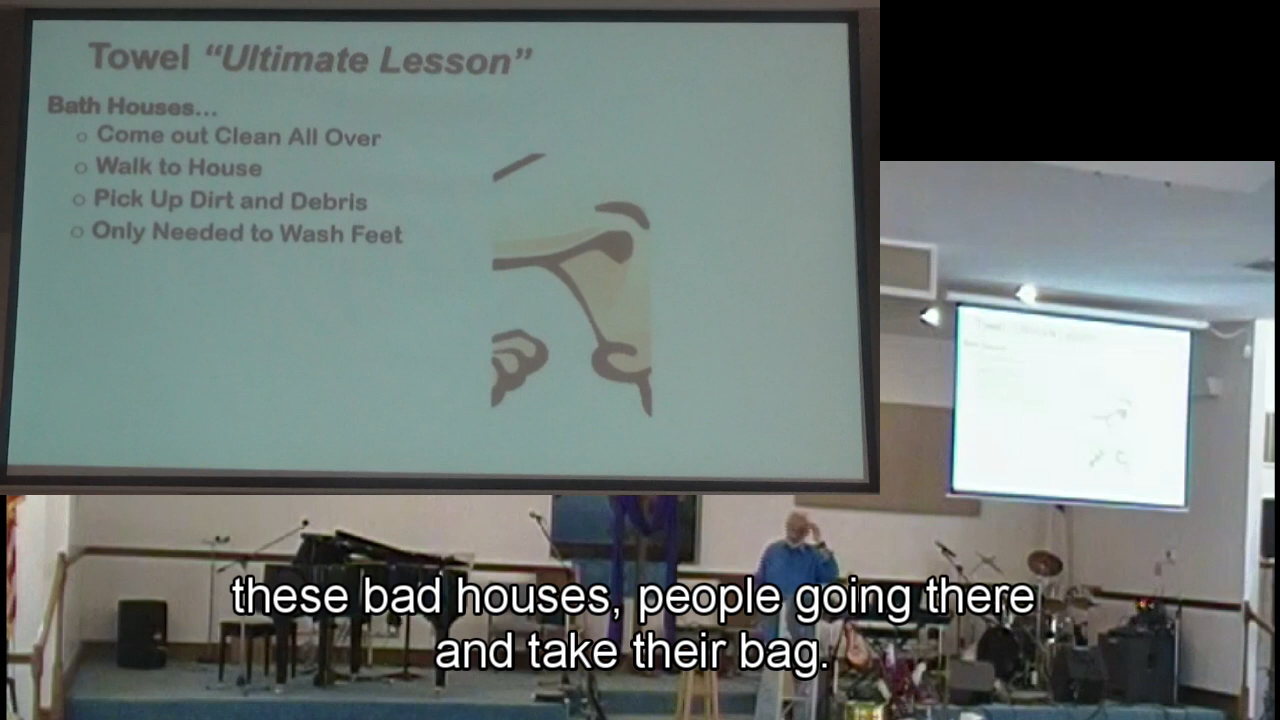 Towel “Ultimate Lesson”
Bath Houses...
○ Come out Clean All Over
○ Walk to House
○ Pick Up Dirt and Debris
○ Only Needed to Wash Feet
these bad houses, people going there
and take their bag.